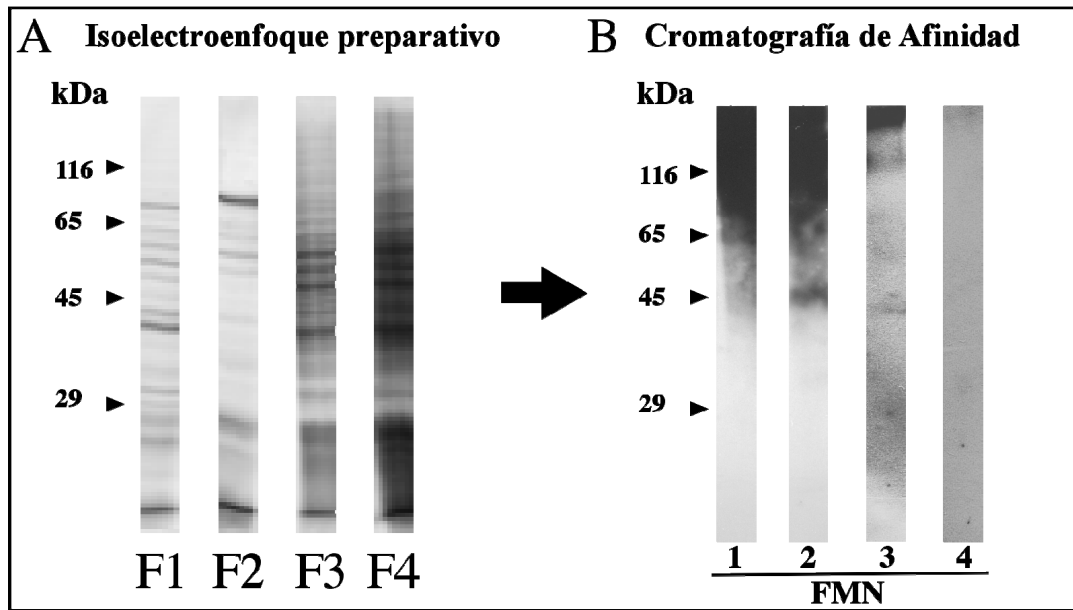 A Isoelectroenfoque preparativo
kDa
116
65
45
29
F1 F2 F3 F4
B Cromatografía de Afinidad
kDa
116
65
45
29
1 2 3 4
FMN